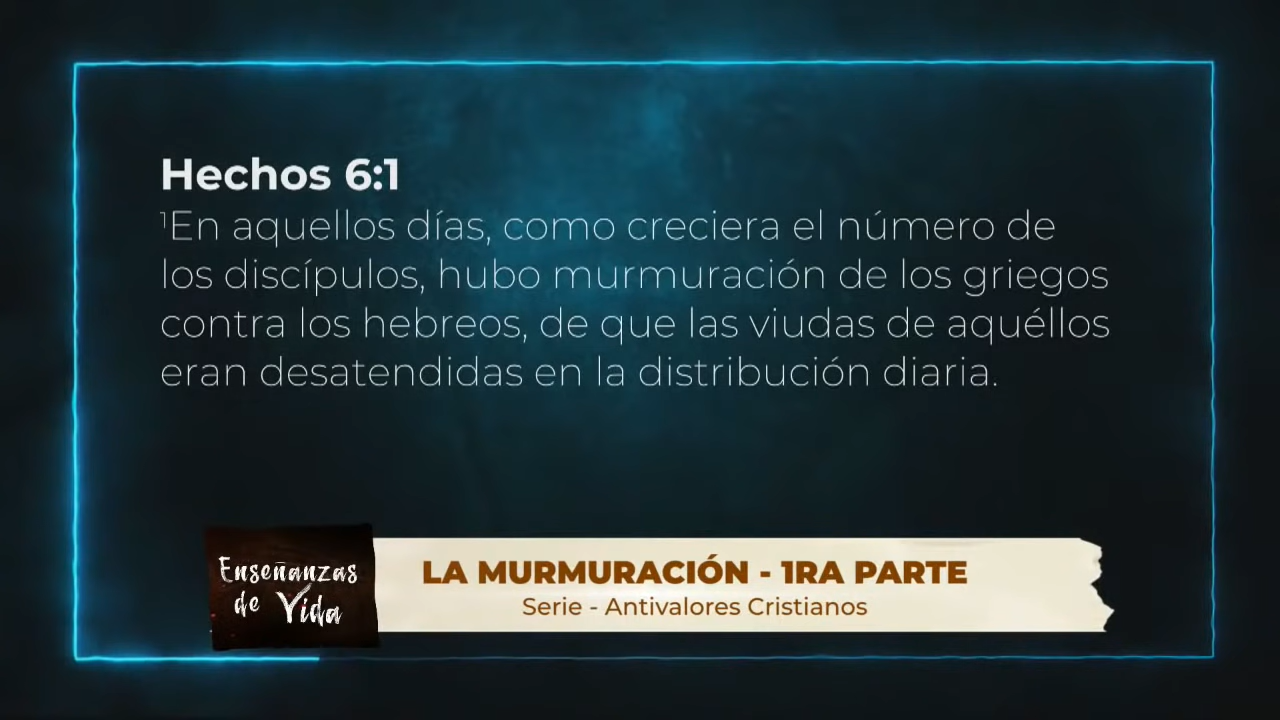 Hechos 6:1
¹En aquellos días, como creciera el número de
los discípulos, hubo murmuración de los griegos
contra los hebreos, de que las viudas de aquéllos
eran desatendidas en la distribución diaria.
Enseñanzas
de Vida
LA MURMURACIÓN - 1RA PARTE
Serie - Antivalores Cristianos